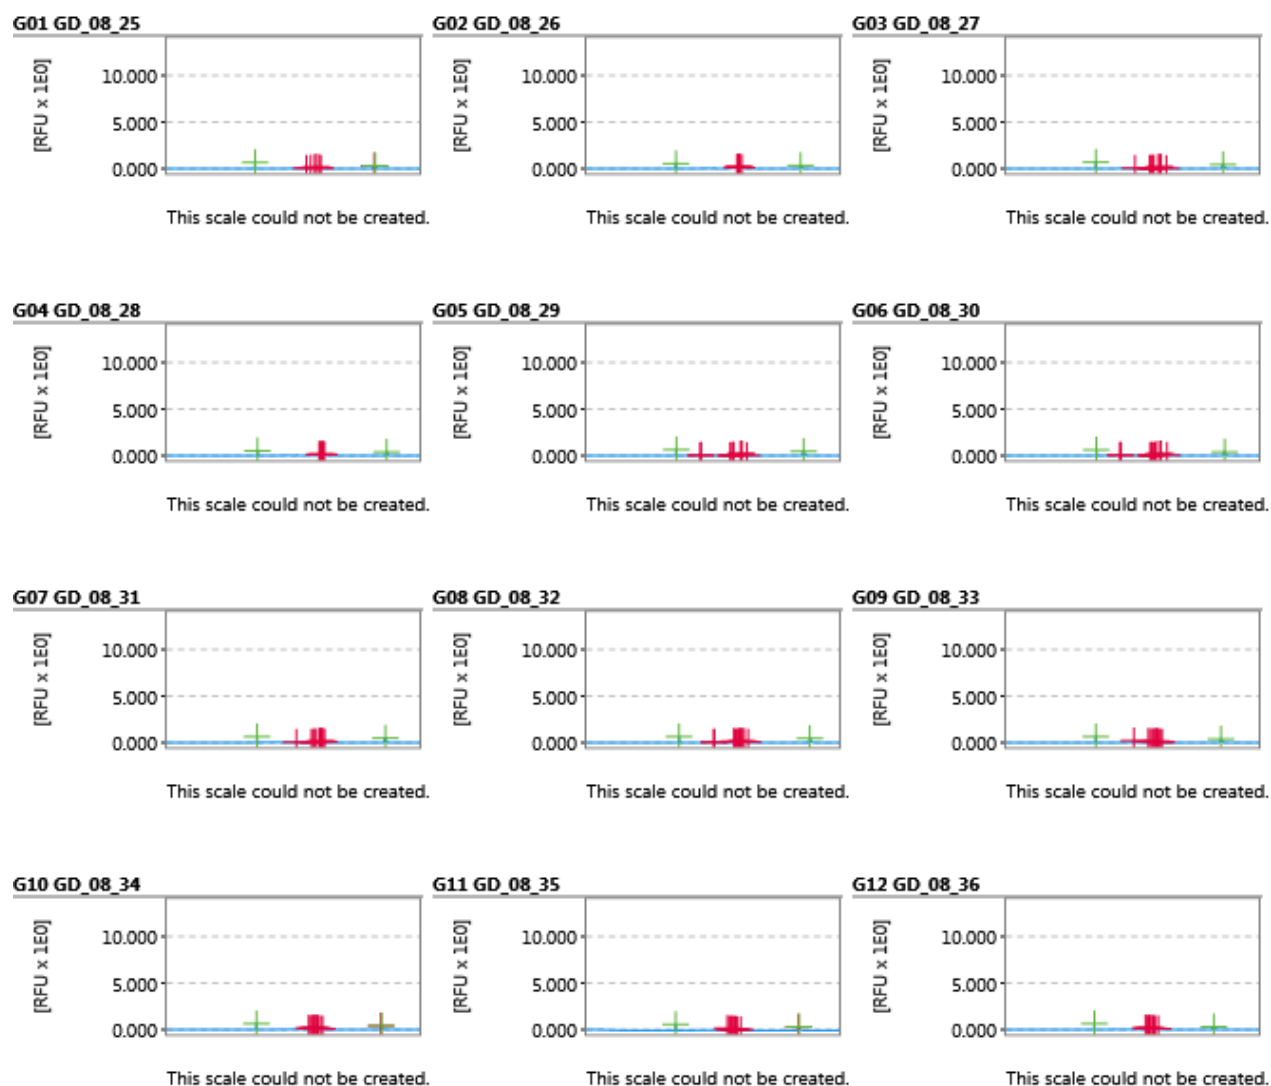 G01 GD_08_25
G02 GD_08_26
G03 GD_08_27
[RFU x 1E0]
10.000
5.000
0.000
[RFU x 1E0]
10.000
5.000
0.000
[RFU x 1E0]
10.000
5.000
0.000
This scale could not be created.
This scale could not be created.
This scale could not be created.
G04 GD_08_28
G05 GD_08_29
G06 GD_08_30
[RFU x 1E0]
10.000
5.000
0.000
[RFU x 1E0]
10.000
5.000
0.000
[RFU x 1E0]
10.000
5.000
0.000
This scale could not be created.
This scale could not be created.
This scale could not be created.
G07 GD_08_31
G08 GD_08_32
G09 GD_08_33
[RFU x 1E0]
10.000
5.000
0.000
[RFU x 1E0]
10.000
5.000
0.000
[RFU x 1E0]
10.000
5.000
0.000
This scale could not be created.
This scale could not be created.
This scale could not be created.
G10 GD_08_34
G11 GD_08_35
G12 GD_08_36
[RFU x 1E0]
10.000
5.000
0.000
[RFU x 1E0]
10.000
5.000
0.000
[RFU x 1E0]
10.000
5.000
0.000
This scale could not be created.
This scale could not be created.
This scale could not be created.